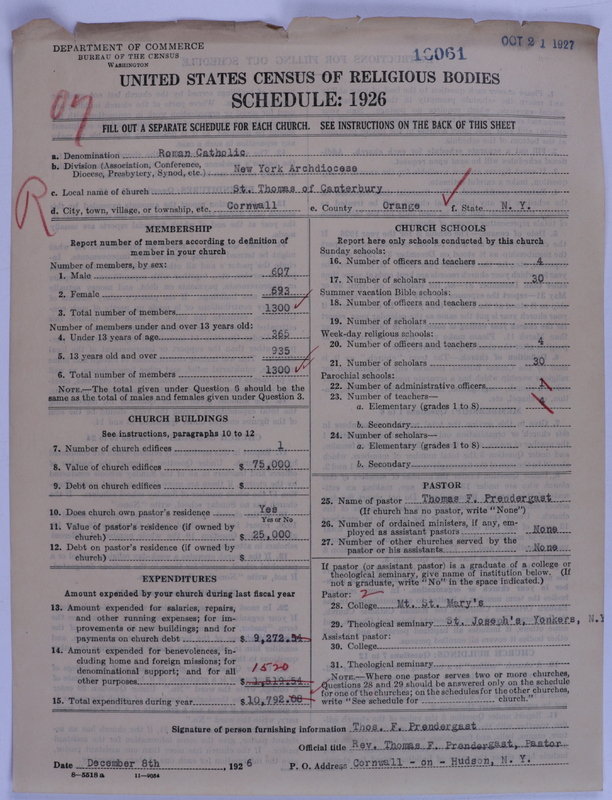 DEPARTMENT OF COMMERCE
BUREAU OF THE CENSUS
WASHINGTON
OCT 21 1927
UNITED STATES CENSUS OF RELIGIOUS BODIES
SCHEDULE: 1926
FILL OUT A SEPARATE SCHEDULE FOR EACH CHURCH. SEE INSTRUCTIONS ON THE BACK OF THIS SHEET
a. Denomination Roman Catholic
b. Division (Association, Conference, Diocese, Presbytery, Synod, etc.) New York Archdiocese
R
c. Local name of church St. Thomas of Canterbury
d. City, town, village, or township, etc. Cornwall e. County Orange f. State N. Y.
MEMBERSHIP
Report number of members according to definition of
member in your church
Number of members, by sex:
1. Male 607
2. Female 693
3. Total number of members 1300
Number of members under and over 13 years old:
4. Under 13 years of age 365
5. 13 years old and over 935
6. Total number of members 1300
NOTE.—The total given under Question 6 should be
same as the total of males and females given under Question 3.
CHURCH BUILDINGS
See instructions, paragraphs 10 to 12
7. Number of church edifices 1
8. Value of church edifices $ 75,000
9. Debt on church edifices $
10. Does church own pastor's residence? Yes
Yes or No
11. Value of pastor's residence (if owned by
church) $ 25,000
12. Debt on pastor's residence (if owned by
church) $
EXPENDITURES
Amount expended by your church during last fiscal year
13. Amount expended for salaries, repairs,
and other running expenses; for im-
provements or new buildings; and for
payments on church debt $ 9,272.54
14. Amount expended for benevolences, in-
cluding home and foreign missions; for
denominational support; and for all
1520
other purposes $ 1,519.54
15. Total expenditures during year $ 10,792.08
CHURCH SCHOOLS
Report here only schools conducted by this church
Sunday schools:
16. Number of officers and teachers 4
17. Number of scholars 30
Summer vacation Bible schools:
18. Number of officers and teachers
19. Number of scholars
Week-day religious schools:
20. Number of officers and teachers 4
21. Number of scholars 30
Parochial schools:
22. Number of administrative officers 1
23. Number of teachers—
a. Elementary (grades 1 to 8)
b. Secondary
24. Number of scholars—
a. Elementary (grades 1 to 8)
b. Secondary
PASTOR
25. Name of pastor Thomas F. Prendergast
(If church has no pastor, write "None")
26. Number of ordained ministers, if any, em-
ployed as assistant pastors None
27. Number of other churches served by the
pastor or his assistants None
If pastor (or assistant pastor) is a graduate of a college or
theological seminary, give name of institution below. (If
not a graduate, write "No" in the space indicated.)
Pastor: 2
28. College Mt. St. Mary's
29. Theological seminary St. Joseph's, Yonkers, N.Y
Assistant pastor:
30. College
31. Theological seminary
NOTE.—Where one pastor serves two or more churches,
Questions 28 and 29 should be answered only on the schedule
for one of the churches; on the schedules for the other churches,
write "See schedule for church."
Signature of person furnishing information Thos. F. Prendergast
Official title Rev. Thomas F. Prendergast, Pastor
Date December 8th, 1926 P. O. Address Cornwall - on - Hudson, N. Y.
8—5518 a 11—9064